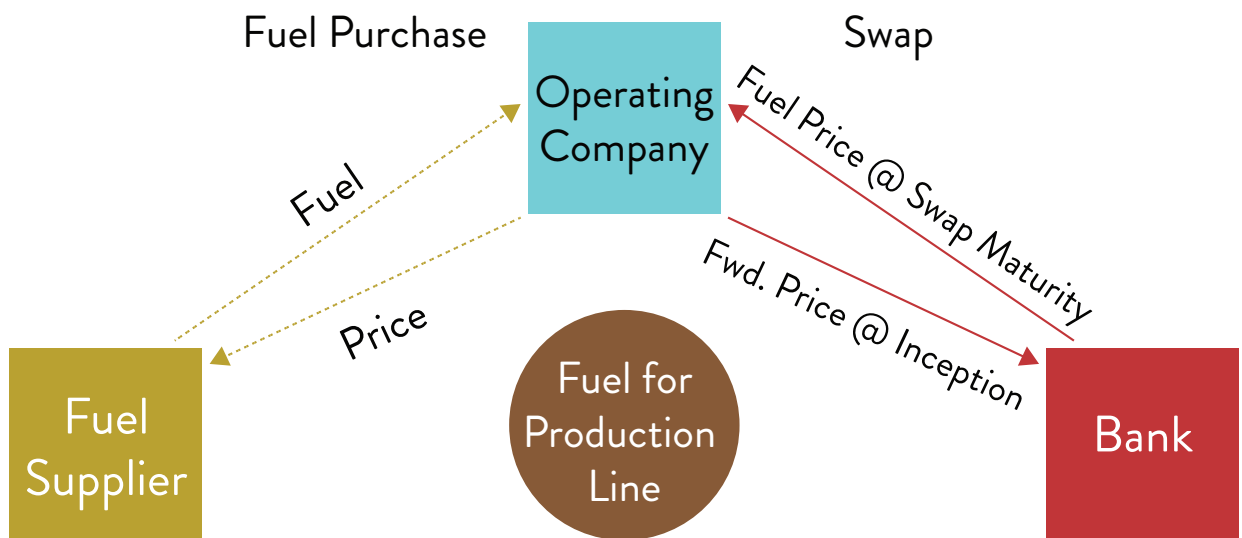 Fuel Purchase
Swap
Operating
Company
Fuel
Price
Fuel Price @ Swap Maturity
Fwd. Price @ Inception
Fuel
Supplier
Fuel for
Production
Line
Bank